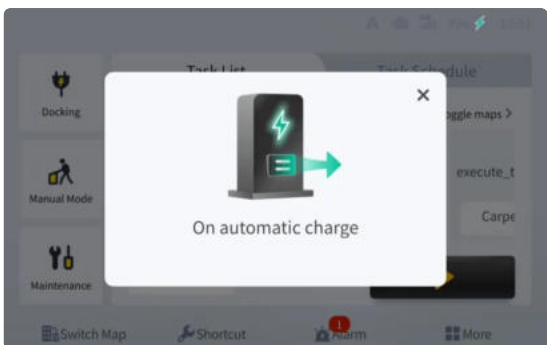 Task List
Task Schedule
Docking
oggle maps >
Manual Mode
execute_t
On automatic charge
Carpe
Maintenance
1
Switch Map
Shortcut
Alarm
More